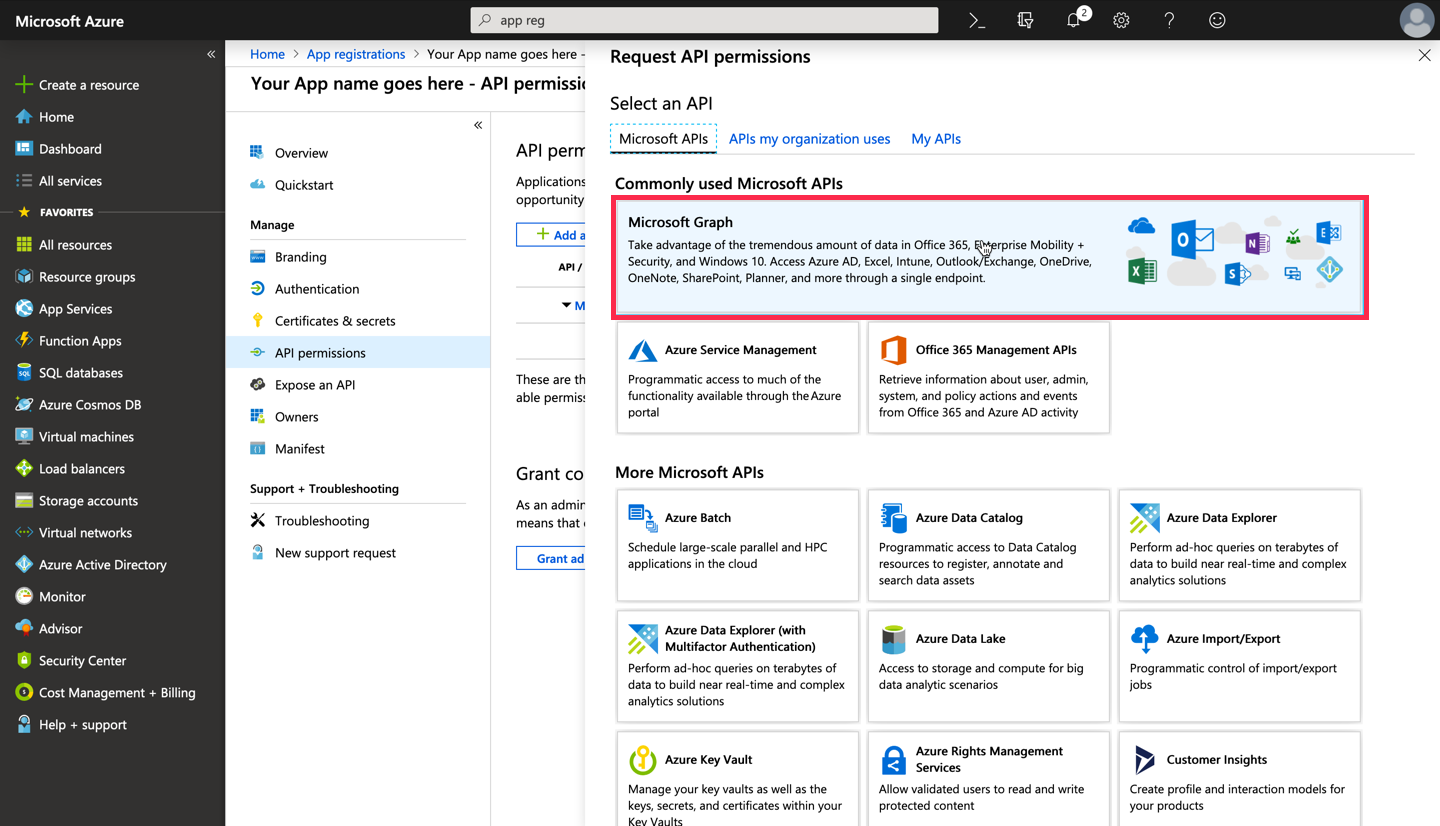 Microsoft Azure
app reg
2
Create a resource
Home
Dashboard
All services
FAVORITES
All resources
Resource groups
App Services
Function Apps
SQL databases
Azure Cosmos DB
Virtual machines
Load balancers
Storage accounts
Virtual networks
Azure Active Directory
Monitor
Advisor
Security Center
Cost Management + Billing
Help + support
Home > App registrations > Your App name goes here -
Your App name goes here - API permissi
Overview
Quickstart
Manage
Branding
Authentication
Certificates & secrets
API permissions
Expose an API
Owners
Manifest
Support + Troubleshooting
Troubleshooting
New support request
API perm
Applications
opportunity
Add a
API /
M
These are th
able permiss
Grant co
As an admin
means that
Grant ad
Request API permissions
Select an API
Microsoft APIs APIs my organization uses My APIs
Commonly used Microsoft APIs
Microsoft Graph
Take advantage of the tremendous amount of data in Office 365, Enterprise Mobility +
Security, and Windows 10. Access Azure AD, Excel, Intune, Outlook/Exchange, OneDrive,
OneNote, SharePoint, Planner, and more through a single endpoint.
Azure Service Management
Programmatic access to much of the
functionality available through the Azure
portal
Office 365 Management APIs
Retrieve information about user, admin,
system, and policy actions and events
from Office 365 and Azure AD activity
More Microsoft APIs
Azure Batch
Schedule large-scale parallel and HPC
applications in the cloud
Azure Data Catalog
Programmatic access to Data Catalog
resources to register, annotate and
search data assets
Azure Data Explorer
Perform ad-hoc queries on terabytes of
data to build near real-time and complex
analytics solutions
Azure Data Explorer (with
Multifactor Authentication)
Perform ad-hoc queries on terabytes of
data to build near real-time and complex
analytics solutions
Azure Data Lake
Access to storage and compute for big
data analytic scenarios
Azure Import/Export
Programmatic control of import/export
jobs
Azure Key Vault
Manage your key vaults as well as the
keys, secrets, and certificates within your
Key Vaults
Azure Rights Management
Services
Allow validated users to read and write
protected content
Customer Insights
Create profile and interaction models for
your products